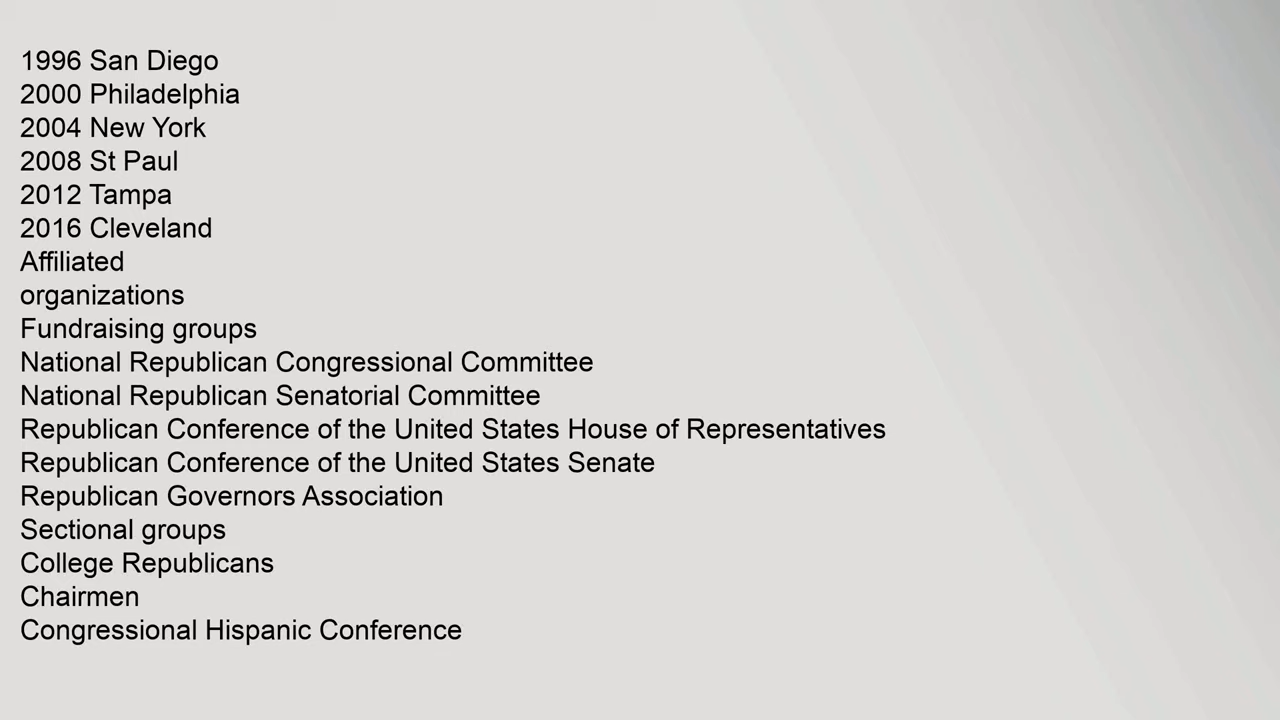 1996 San Diego
2000 Philadelphia
2004 New York
2008 St Paul
2012 Tampa
2016 Cleveland
Affiliated
organizations
Fundraising groups
National Republican Congressional Committee
National Republican Senatorial Committee
Republican Conference of the United States House of Representatives
Republican Conference of the United States Senate
Republican Governors Association
Sectional groups
College Republicans
Chairmen
Congressional Hispanic Conference